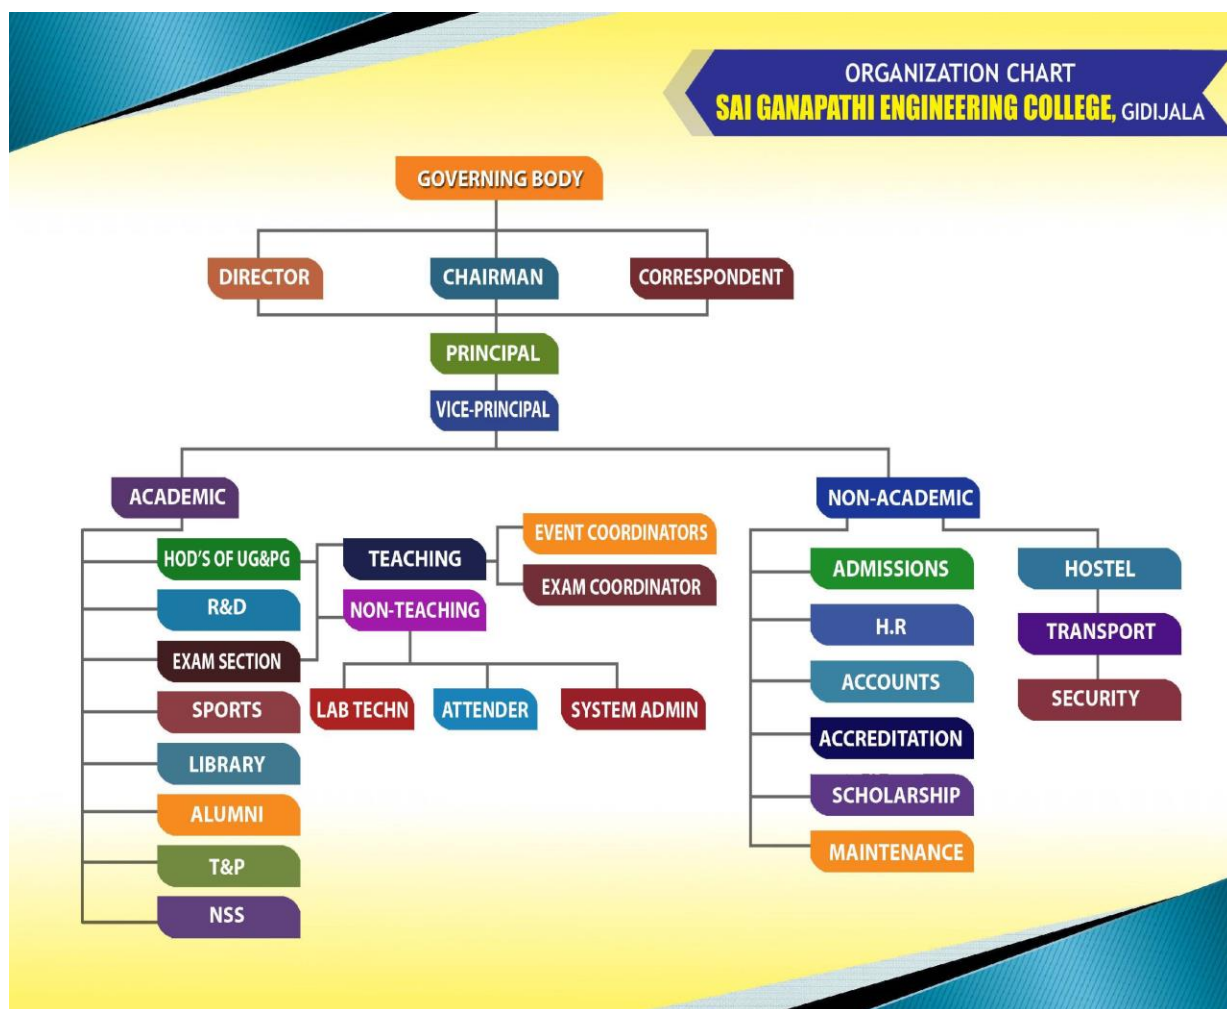 ORGANIZATION CHART
SAI GANAPATHI ENGINEERING COLLEGE, GIDIJALA
GOVERNING BODY
DIRECTOR
CHAIRMAN
CORRESPONDENT
PRINCIPAL
VICE-PRINCIPAL
ACADEMIC
HOD'S OF UG&PG
R&D
EXAM SECTION
SPORTS
LIBRARY
ALUMNI
T&P
NSS
TEACHING
NON-TEACHING
EVENT COORDINATORS
EXAM COORDINATOR
LAB TECHN
ATTENDER
SYSTEM ADMIN
NON-ACADEMIC
ADMISSIONS
H.R
ACCOUNTS
ACCREDITATION
SCHOLARSHIP
MAINTENANCE
HOSTEL
TRANSPORT
SECURITY